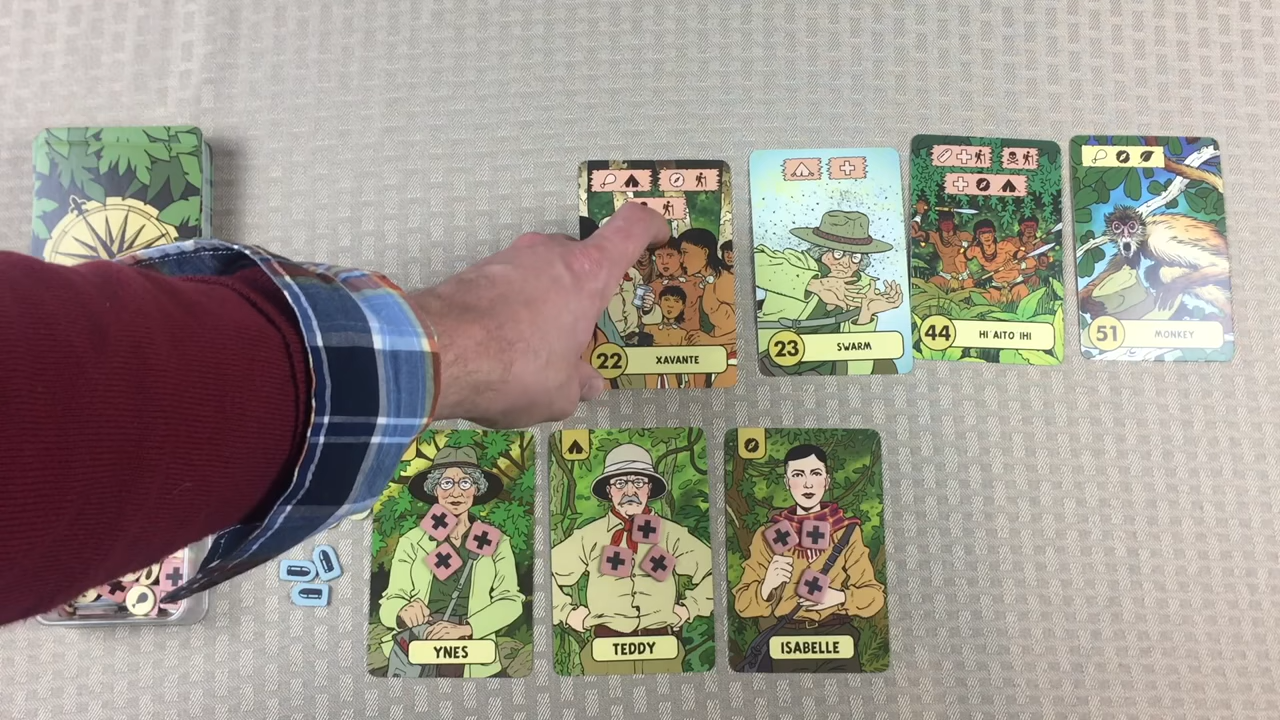 22 XAVANTE
23 SWARM
44 HI'AITO IHI
51 MONKEY
YNES
TEDDY
ISABELLE